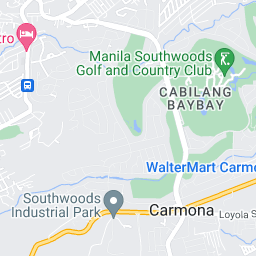 tro
Manila Southwoods
Golf and Country Club
CABILANG
BAYBAY
WalterMart Carmo
Southwoods
Industrial Park
Carmona
Loyola S